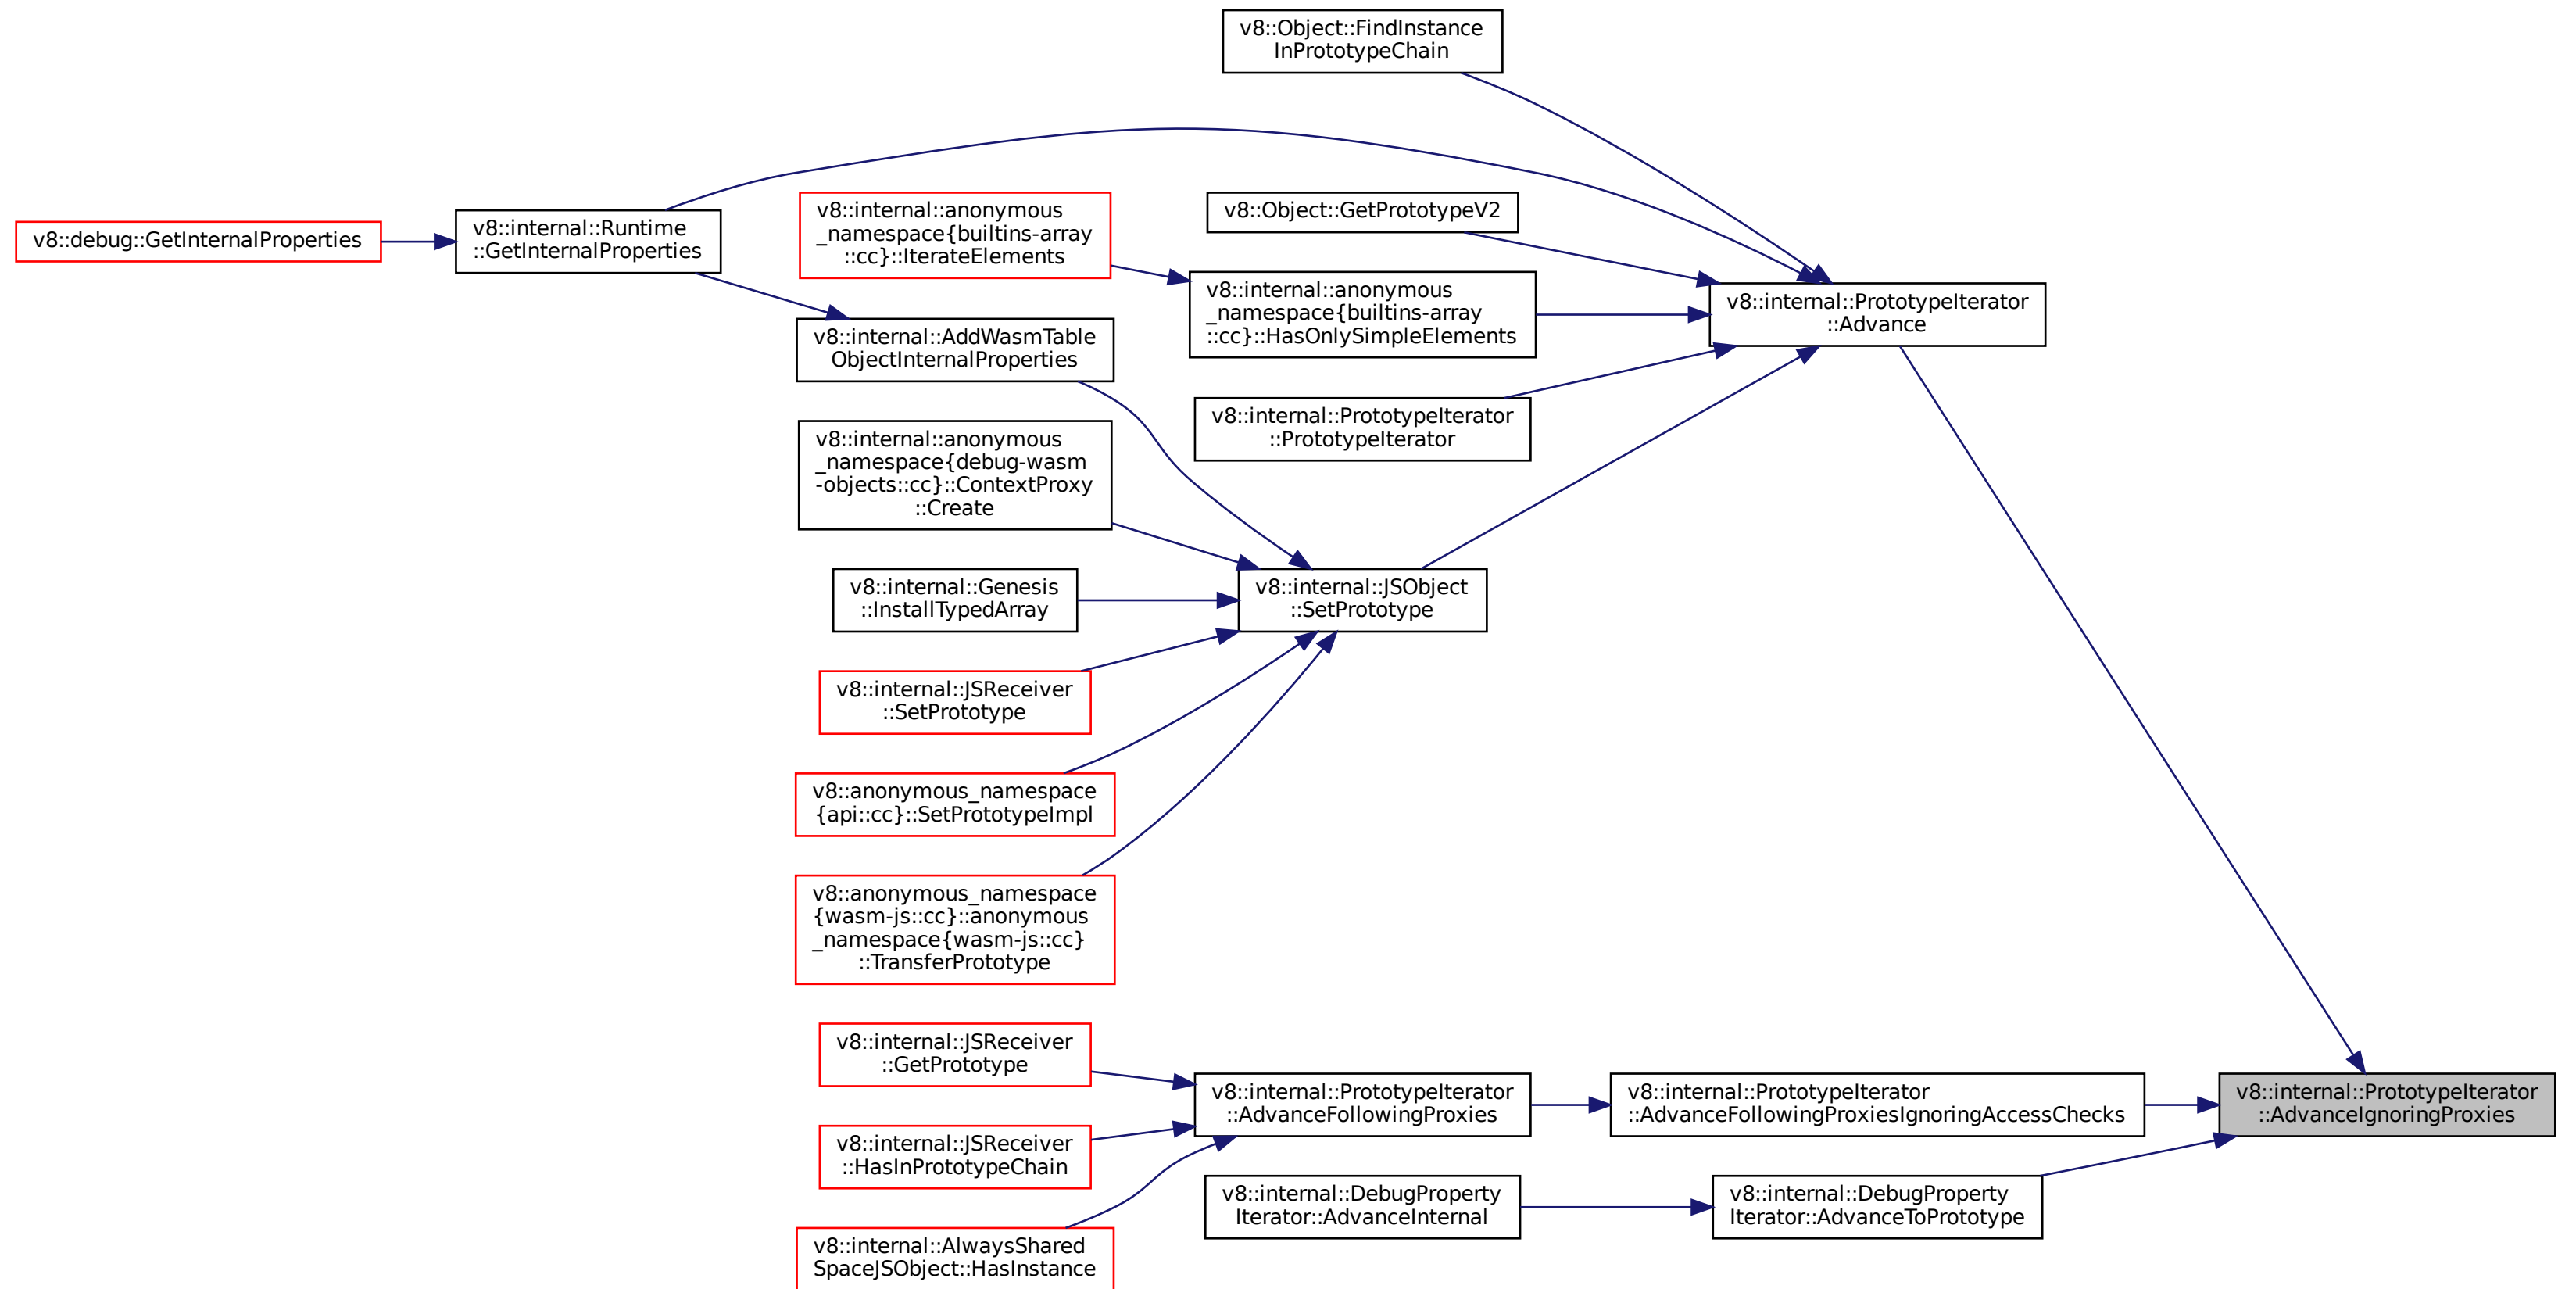 v8::Object::FindInstance
InPrototypeChain
v8::Object::GetPrototypeV2
v8::internal::anonymous
_namespace{builtins-array
::cc}::IterateElements
v8::internal::Runtime
::GetInternalProperties
v8::debug::GetInternalProperties
v8::internal::anonymous
_namespace{builtins-array
::cc}::HasOnlySimpleElements
v8::internal::PrototypeIterator
::Advance
v8::internal::AddWasmTable
ObjectInternalProperties
v8::internal::PrototypeIterator
::PrototypeIterator
v8::internal::anonymous
_namespace{debug-wasm
-objects::cc}::ContextProxy
::Create
v8::internal::Genesis
::InstallTypedArray
v8::internal::JSObject
::SetPrototype
v8::internal::JSReceiver
::SetPrototype
v8::anonymous_namespace
{api::cc}::SetPrototypeImpl
v8::anonymous_namespace
{wasm-js::cc}::anonymous
_namespace{wasm-js::cc}
::TransferPrototype
v8::internal::JSReceiver
::GetPrototype
v8::internal::PrototypeIterator
::AdvanceFollowingProxies
v8::internal::PrototypeIterator
::AdvanceFollowingProxiesIgnoringAccessChecks
v8::internal::PrototypeIterator
::AdvanceIgnoringProxies
v8::internal::JSReceiver
::HasInPrototypeChain
v8::internal::DebugProperty
Iterator::AdvanceInternal
v8::internal::DebugProperty
Iterator::AdvanceToPrototype
v8::internal::AlwaysShared
SpaceJSObject::HasInstance